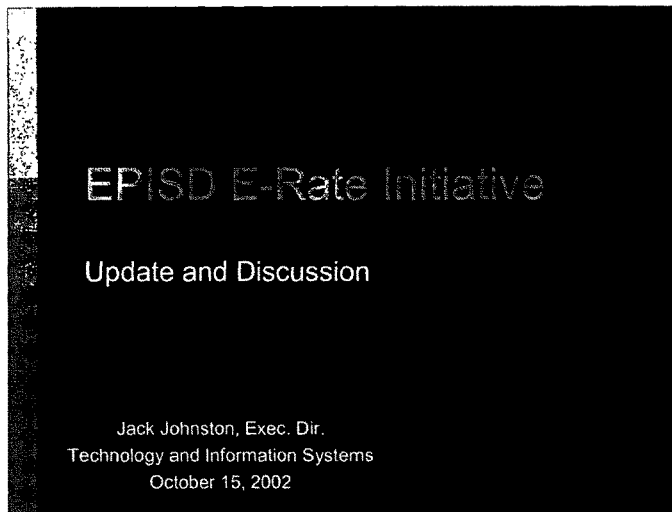 EPISD E-Rate Initiative
Update and Discussion
Jack Johnston, Exec. Dir.
Technology and Information Systems
October 15, 2002